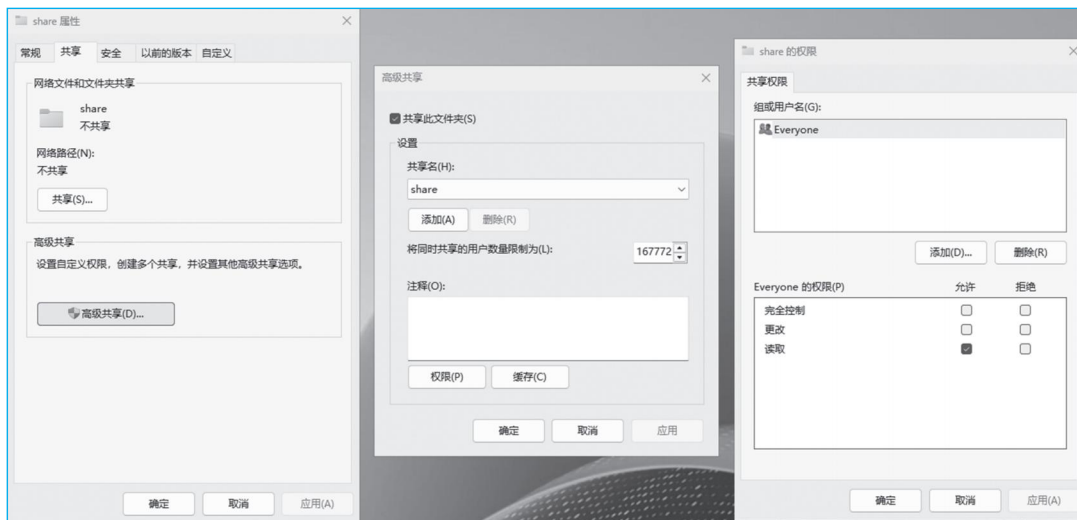 share 属性
常规 共享 安全 以前的版本 自定义
网络文件和文件夹共享
share
不共享
网络路径(N):
不共享
共享(S)...
高级共享
设置自定义权限，创建多个共享，并设置其他高级共享选项。
高级共享(D)...
确定 取消 应用(A)
高级共享
共享此文件夹(S)
设置
共享名(H):
share
添加(A) 删除(R)
将同时共享的用户数量限制为(L): 167772
注释(O):
权限(P) 缓存(C)
确定 取消 应用
share 的权限
共享权限
组或用户名(G):
Everyone
添加(D)... 删除(R)
Everyone 的权限(P) 允许 拒绝
完全控制
更改
读取
确定 取消 应用(A)